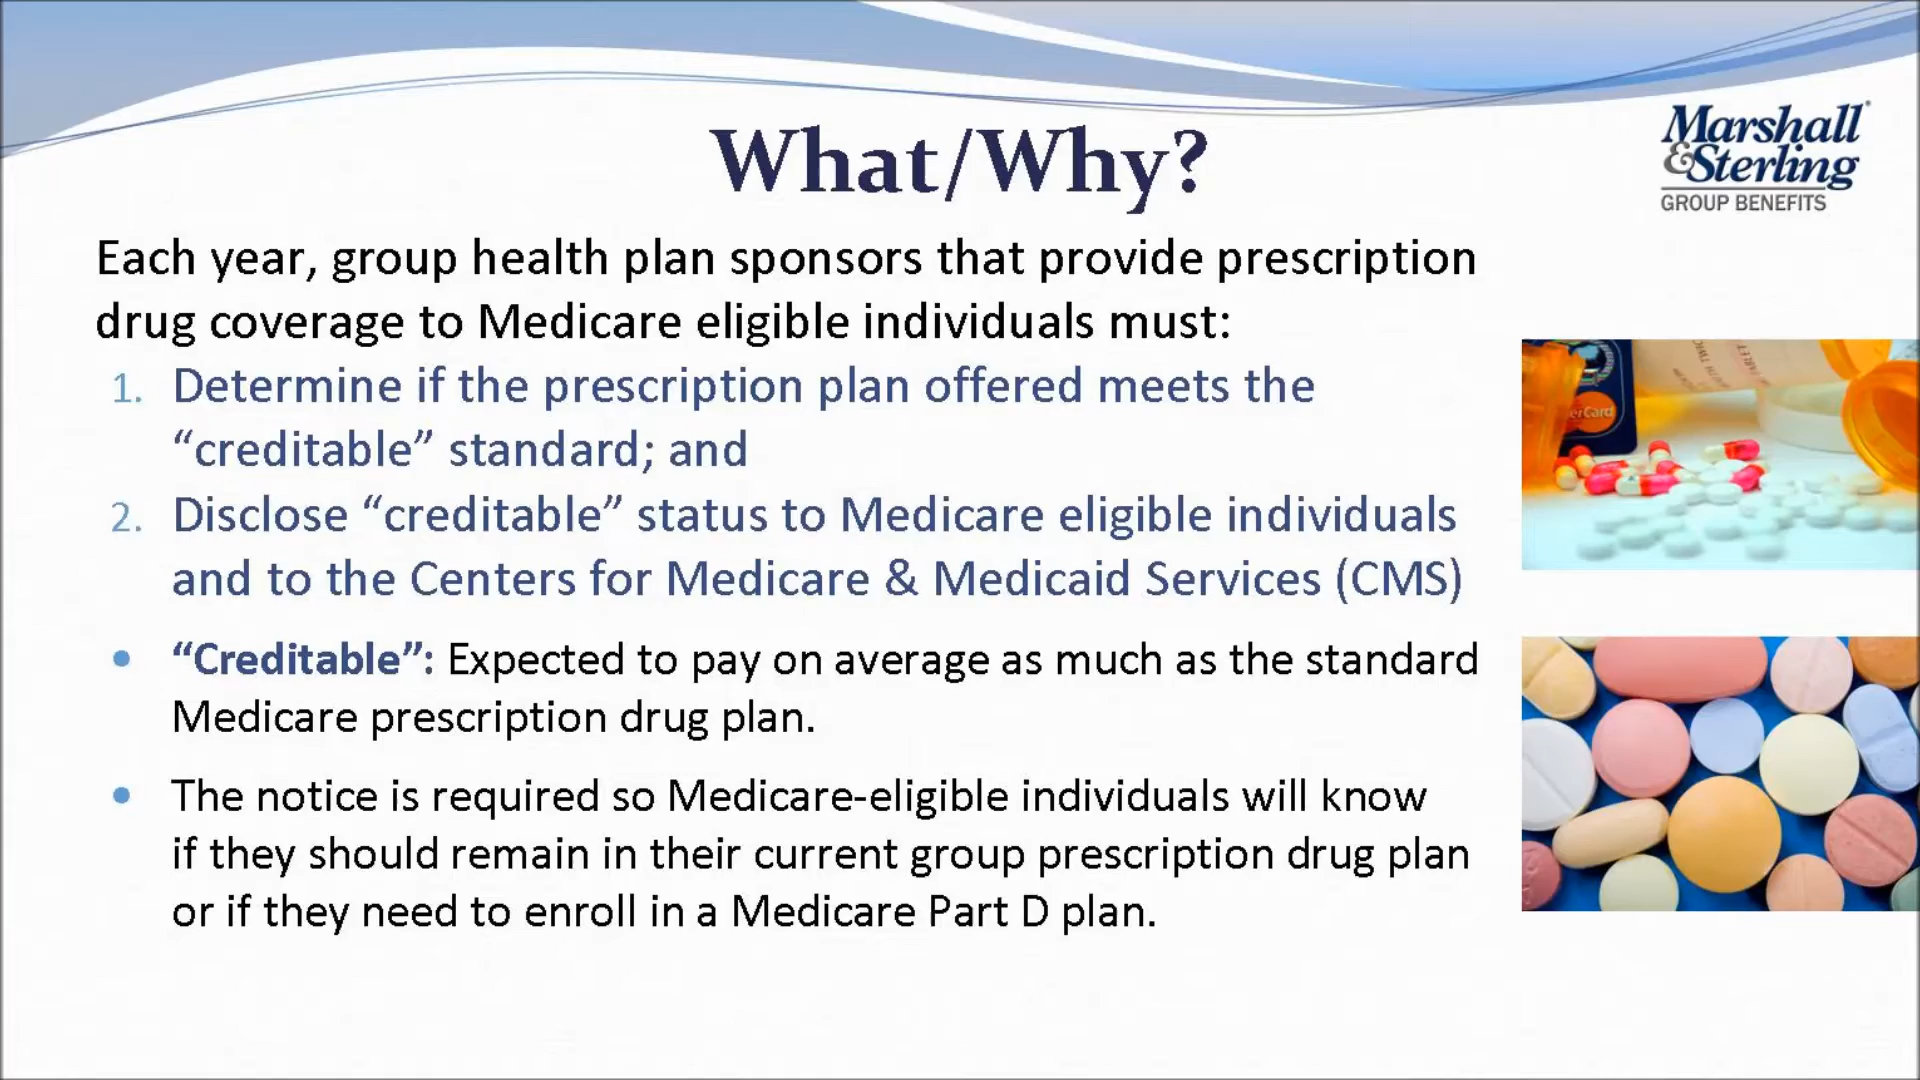 What/Why?
Marshall
&Sterling
GROUP BENEFITS
Each year, group health plan sponsors that provide prescription
drug coverage to Medicare eligible individuals must:
1. Determine if the prescription plan offered meets the
“creditable” standard; and
2. Disclose “creditable” status to Medicare eligible individuals
and to the Centers for Medicare & Medicaid Services (CMS)
• “Creditable”: Expected to pay on average as much as the standard
Medicare prescription drug plan.
• The notice is required so Medicare-eligible individuals will know
if they should remain in their current group prescription drug plan
or if they need to enroll in a Medicare Part D plan.